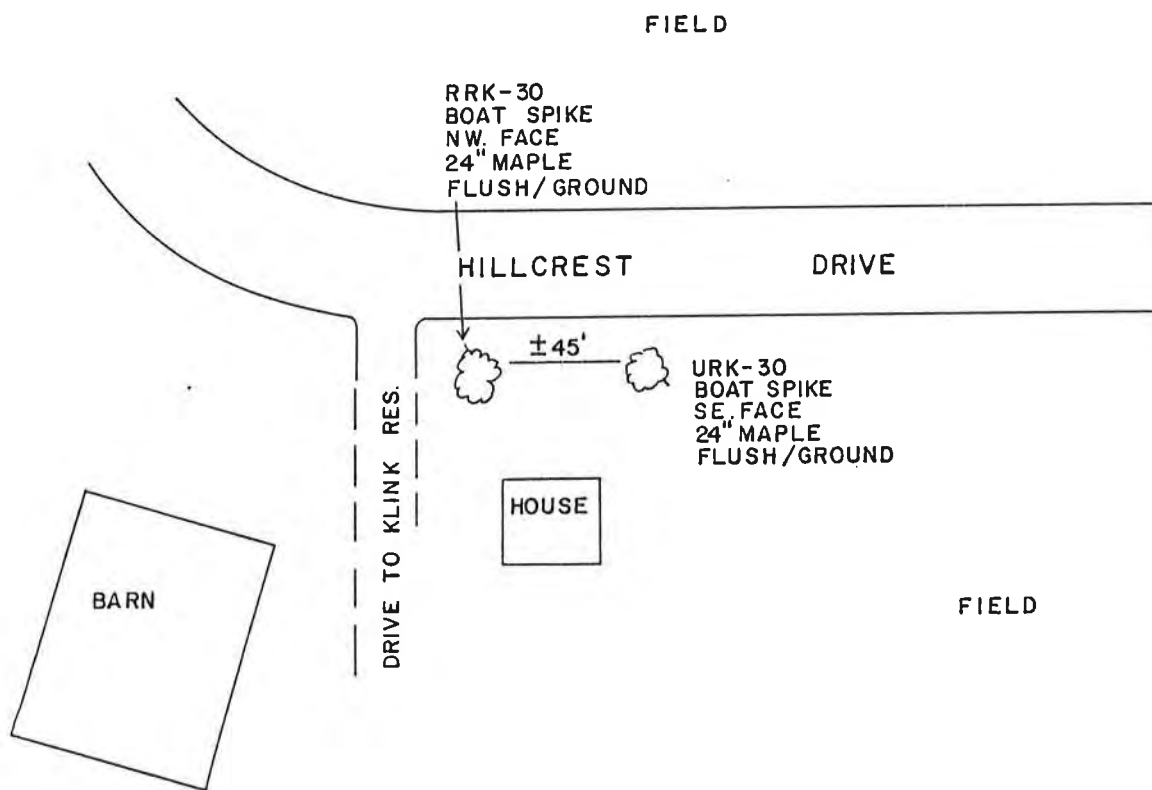 FIELD
RRK-30
BOAT SPIKE
NW. FACE
24" MAPLE
FLUSH/GROUND
HILLCREST DRIVE
±45'
URK-30
BOAT SPIKE
SE. FACE
24" MAPLE
FLUSH/GROUND
DRIVE TO KLINK RES.
HOUSE
BARN
FIELD